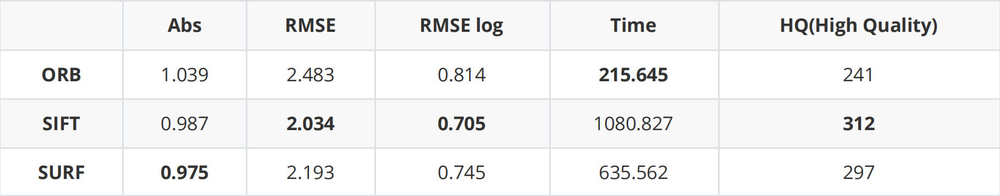 Abs RMSE RMSE log Time HQ(High Quality)
ORB 1.039 2.483 0.814 215.645 241
SIFT 0.987 2.034 0.705 1080.827 312
SURF 0.975 2.193 0.745 635.562 297